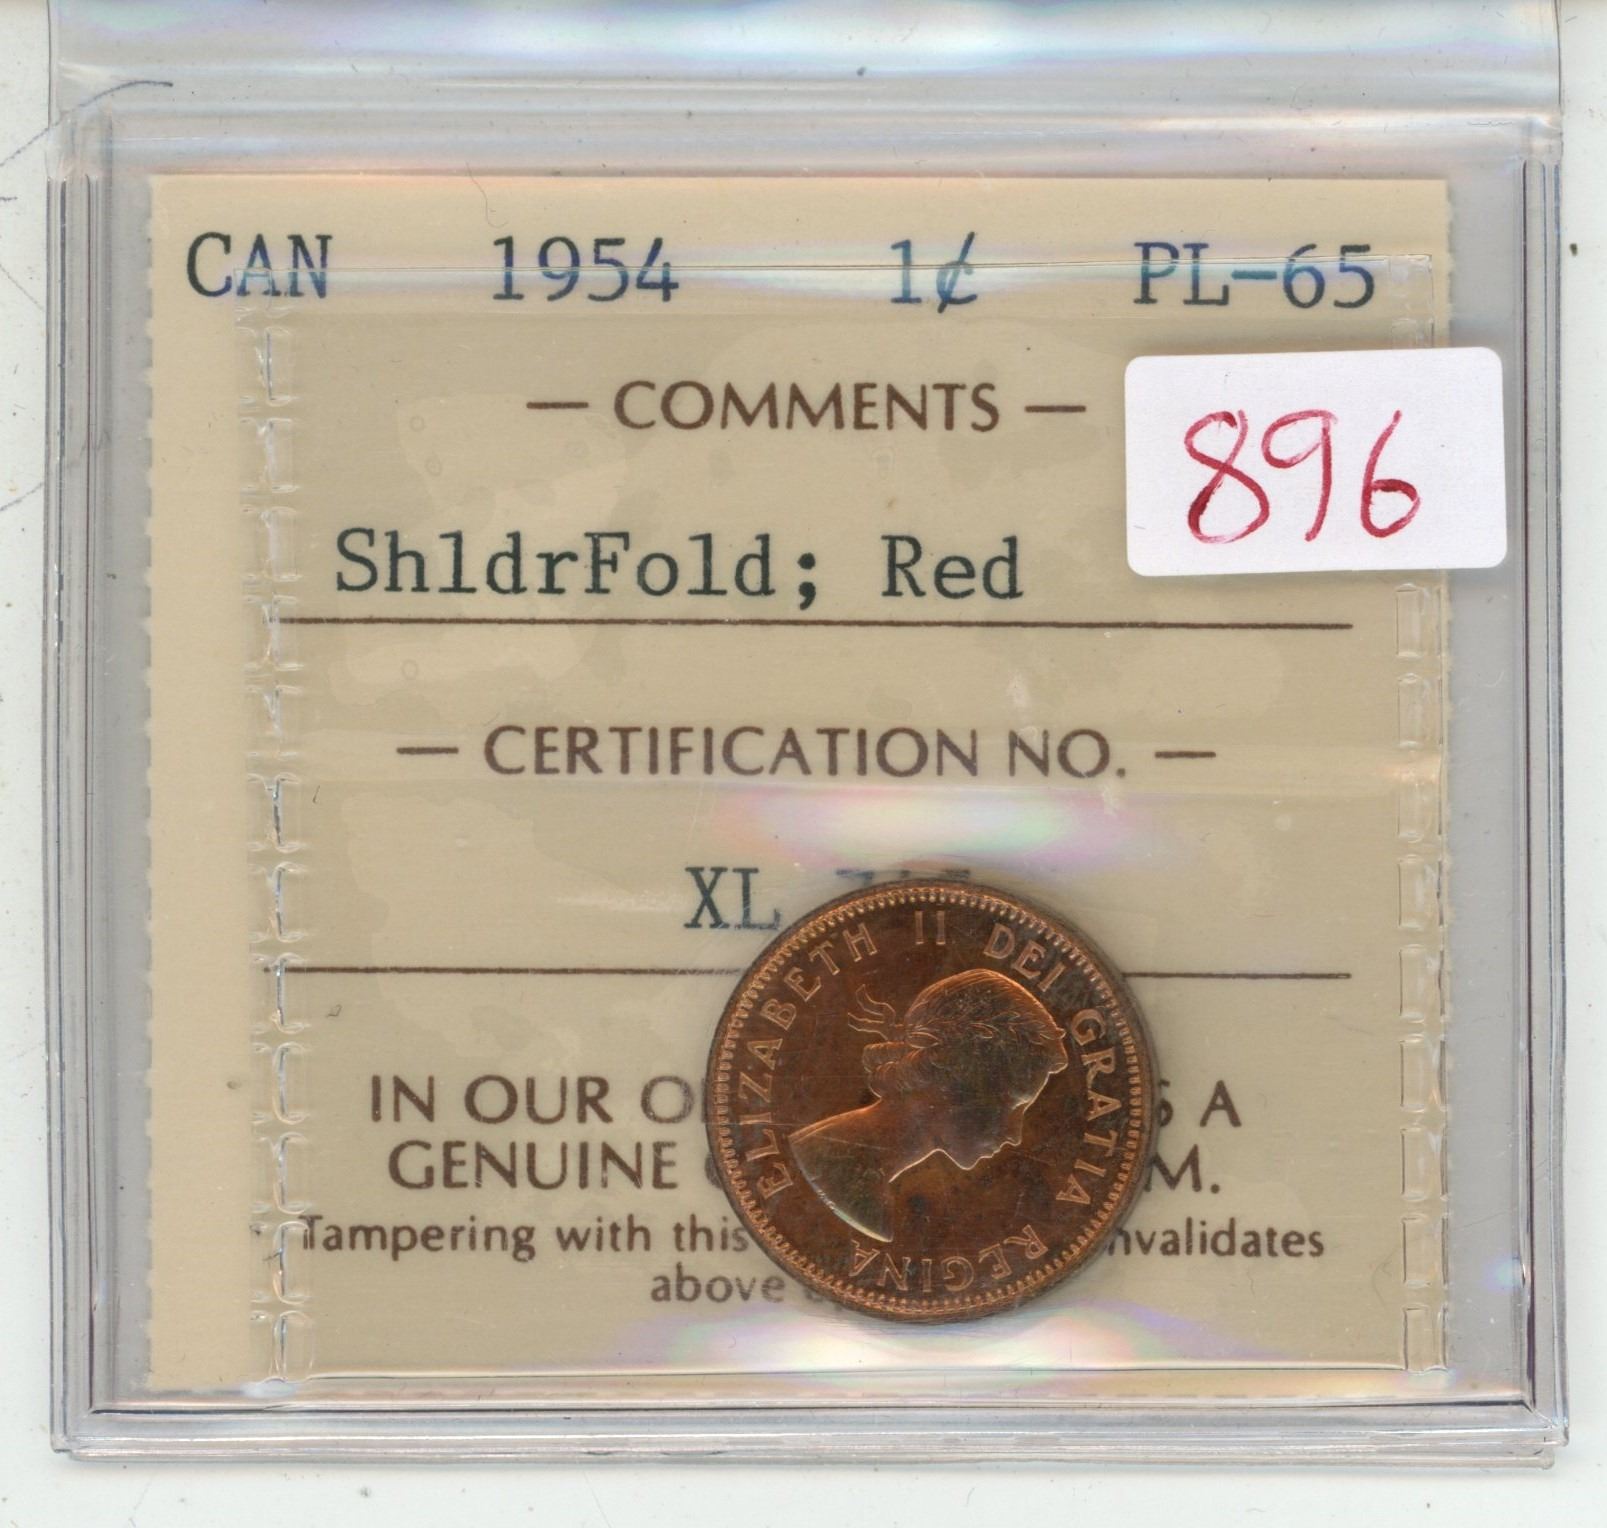 CAN 1954 1¢ PL-65
— COMMENTS —
896
ShldrFold; Red
— CERTIFICATION NO. —
XL
ELIZABETH II DEI GRATIA REGINA
IN OUR A
GENUINE
Tampering with this
above